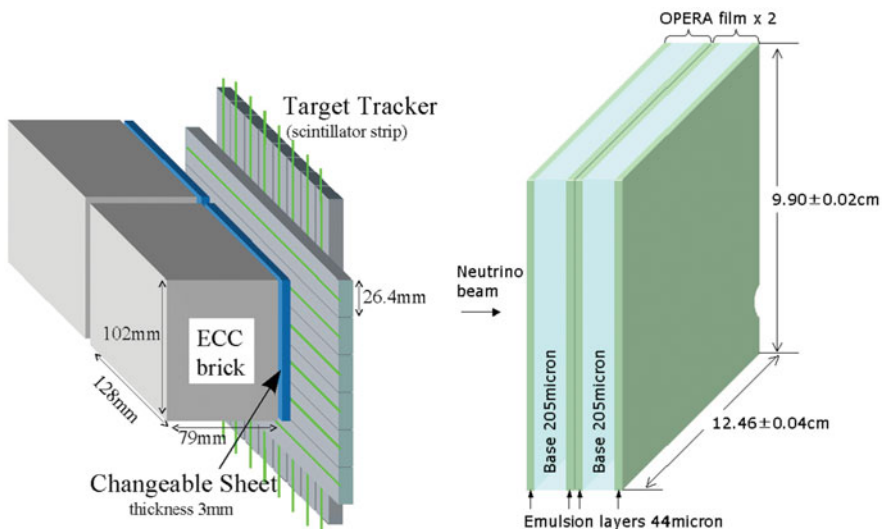 Target Tracker
(scintillator strip)
26.4mm
102mm
ECC
brick
128mm
79mm
Changeable Sheet
thickness 3mm
OPERA film x 2
9.90±0.02cm
Neutrino
beam
Base 205micron
Base 205micron
12.46±0.04cm
Emulsion layers 44micron